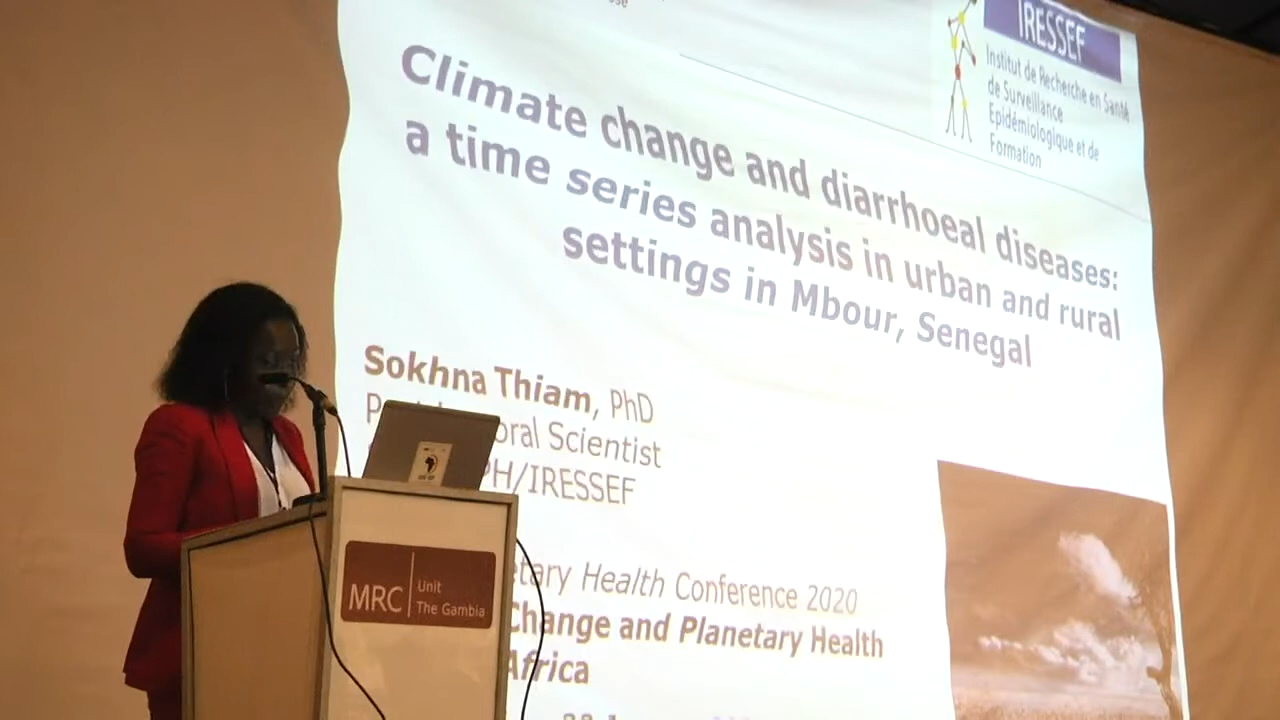 IRESSEF
Institut de Recherche en Santé
de Surveillance
Epidémiologique et de
Formation
Climate change and diarrhoeal diseases:
a time series analysis in urban and rural
settings in Mbour, Senegal
Sokhna Thiam, PhD
oral Scientist
PH/IRESSEF
etary Health Conference 2020
Change and Planetary Health
Africa
MRC
Unit
The Gambia